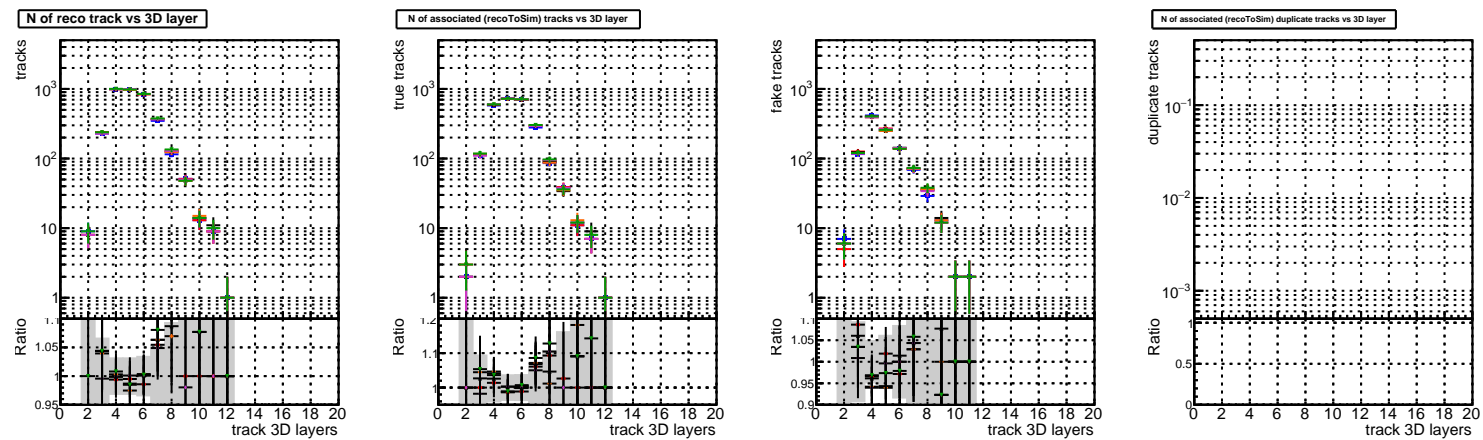 N of reco track vs 3D layer
tracks
10³
10²
10
1
Ratio
1.1
1.05
1
0.95
0 2 4 6 8 10 12 14 16 18 20
track 3D layers
N of associated (recoToSim) tracks vs 3D layer
true tracks
10³
10²
10
1
Ratio
1.2
1.1
1
0 2 4 6 8 10 12 14 16 18 20
track 3D layers
fake tracks
10³
10²
10
1
Ratio
1.1
1.05
1
0.95
0.9
0 2 4 6 8 10 12 14 16 18 20
track 3D layers
N of associated (recoToSim) duplicate tracks vs 3D layer
duplicate tracks
10⁻¹
10⁻²
10⁻³
Ratio
1
0.5
0
0 2 4 6 8 10 12 14 16 18 20
track 3D layers